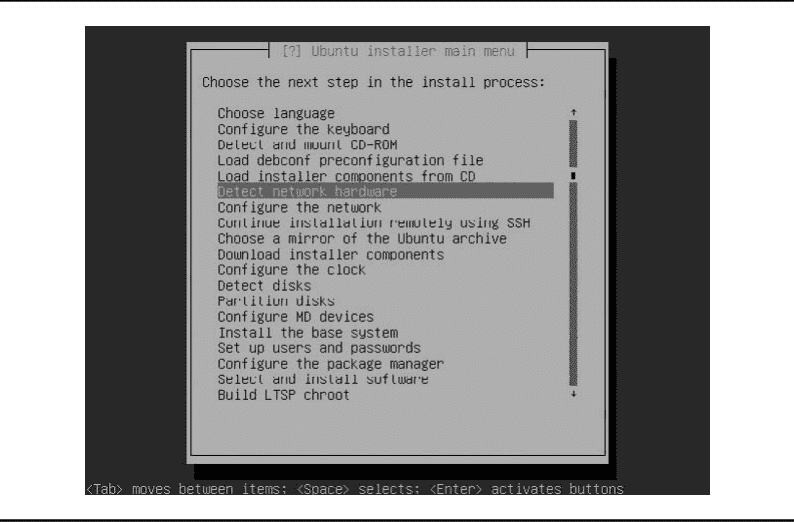 [?] Ubuntu installer main menu
Choose the next step in the install process:
Choose language
Configure the keyboard
Detect and mount CD-ROM
Load debconf preconfiguration file
Load installer components from CD
Detect network hardware
Configure the network
Continue installation remotely using SSH
Choose a mirror of the Ubuntu archive
Download installer components
Configure the clock
Detect disks
Partition disks
Configure MD devices
Install the base system
Set up users and passwords
Configure the package manager
Select and install software
Build LTSP chroot
<Tab> moves between items; <Space> selects; <Enter> activates buttons